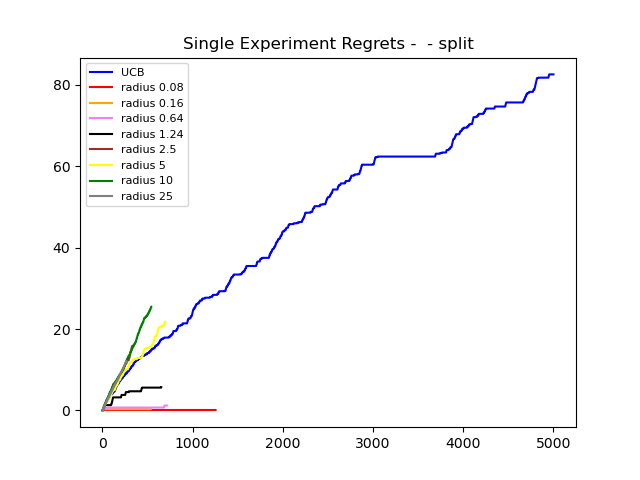 Single Experiment Regrets -  - split
UCB
radius 0.08
radius 0.16
radius 0.64
radius 1.24
radius 2.5
radius 5
radius 10
radius 25
80
60
40
20
0
0 1000 2000 3000 4000 5000